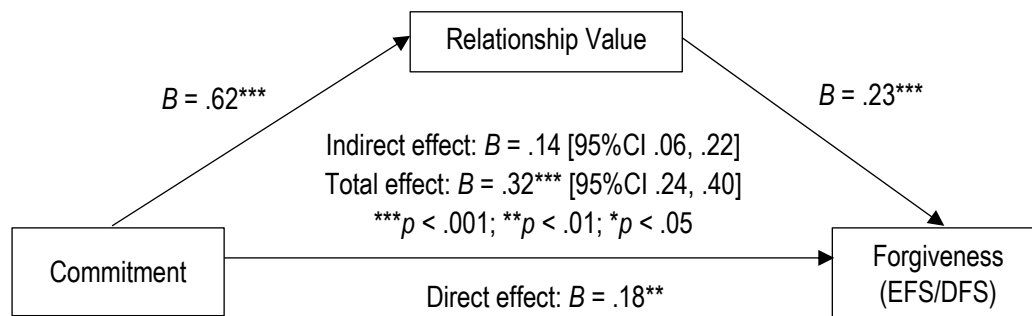 Relationship Value
B = .62***
B = .23***
Indirect effect: B = .14 [95%CI .06, .22]
Total effect: B = .32*** [95%CI .24, .40]
***p < .001; **p < .01; *p < .05
Commitment
Forgiveness
(EFS/DFS)
Direct effect: B = .18**